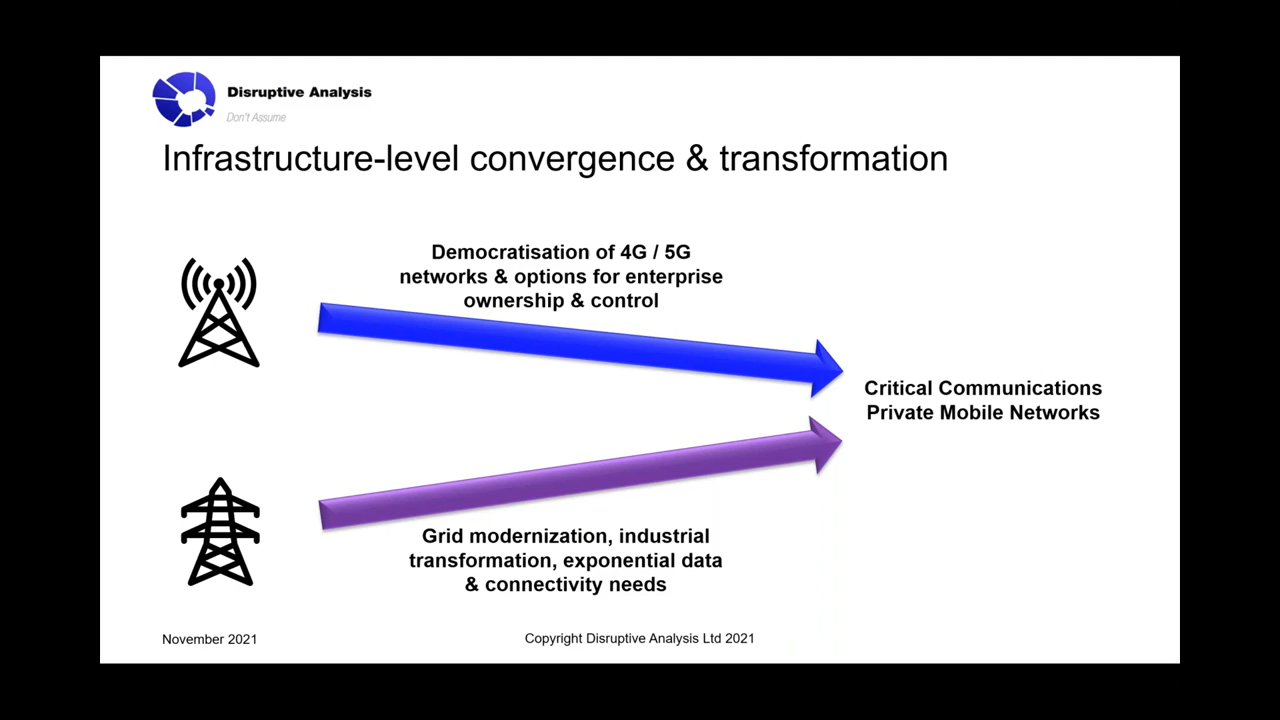 Disruptive Analysis
Don't Assume
Infrastructure-level convergence & transformation
Democratisation of 4G / 5G
networks & options for enterprise
ownership & control
Critical Communications
Private Mobile Networks
Grid modernization, industrial
transformation, exponential data
& connectivity needs
November 2021
Copyright Disruptive Analysis Ltd 2021